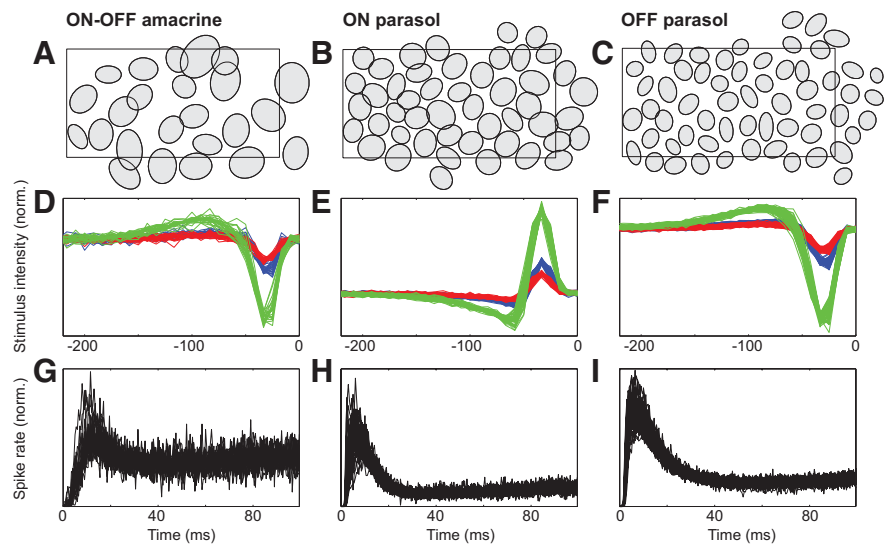 ON-OFF amacrine
ON parasol
OFF parasol
A
B
C
D
E
F
Stimulus intensity (norm.)
-200 -100 0
-200 -100 0
-200 -100 0
G
H
I
Spike rate (norm.)
0 40 80
0 40 80
0 40 80
Time (ms)
Time (ms)
Time (ms)